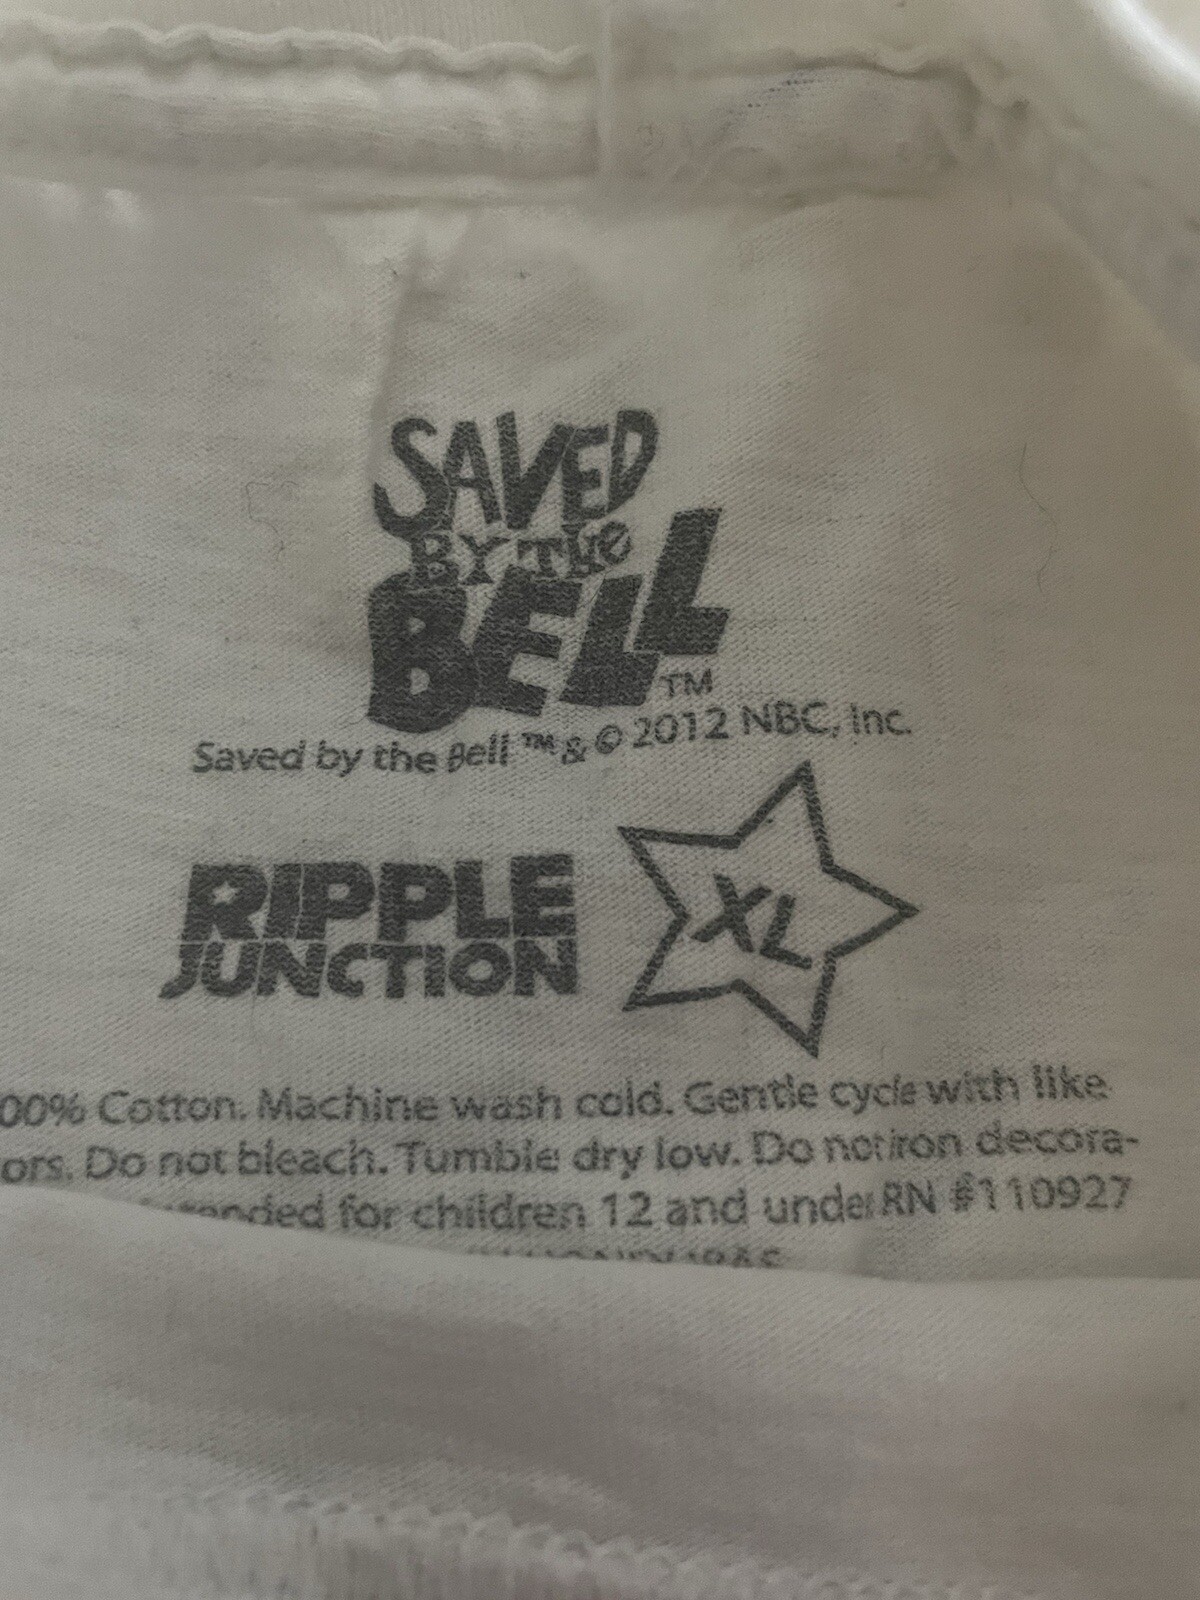 SAVED
BY THE
BELL TM
Saved by the Bell ™ & © 2012 NBC, Inc.
RIPPLE
JUNCTION
XL
00% Cotton. Machine wash cold. Gentle cycle with like
ors. Do not bleach. Tumble dry low. Do not iron decora-
for children 12 and under RN #110927